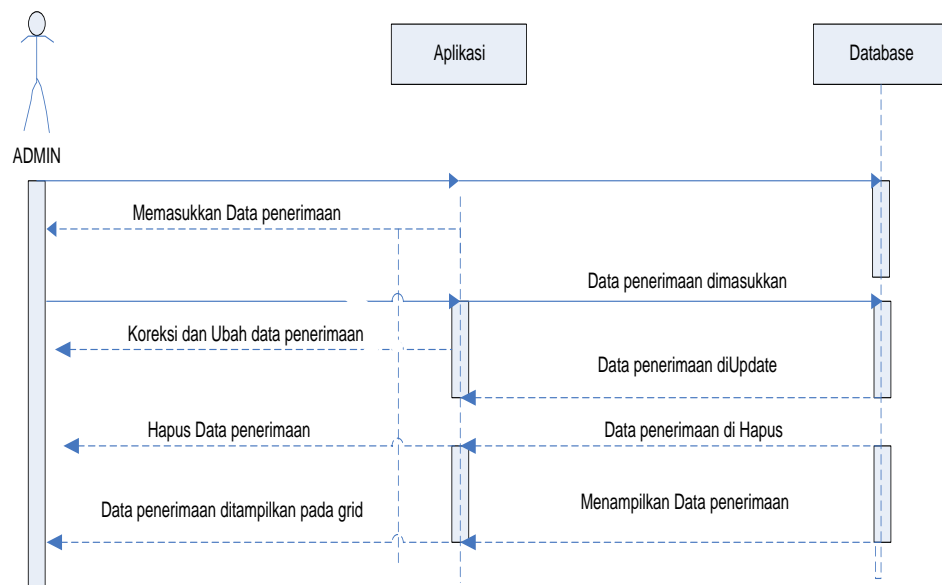 Aplikasi
Database
ADMIN
Memasukkan Data penerimaan
Data penerimaan dimasukkan
Koreksi dan Ubah data penerimaan
Data penerimaan diUpdate
Hapus Data penerimaan
Data penerimaan di Hapus
Menampilkan Data penerimaan
Data penerimaan ditampilkan pada grid